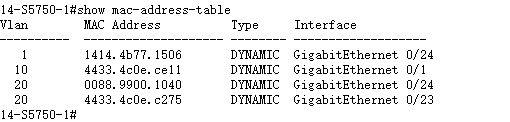 14-S5750-1#show mac-address-table
Vlan        MAC Address          Type     Interface
----------  -------------------- -------- -------------------
   1        1414.4b77.1506       DYNAMIC  GigabitEthernet 0/24
  10        4433.4c0e.ce11       DYNAMIC  GigabitEthernet 0/1
  20        0088.9900.1040       DYNAMIC  GigabitEthernet 0/24
  20        4433.4c0e.c275       DYNAMIC  GigabitEthernet 0/23
14-S5750-1#